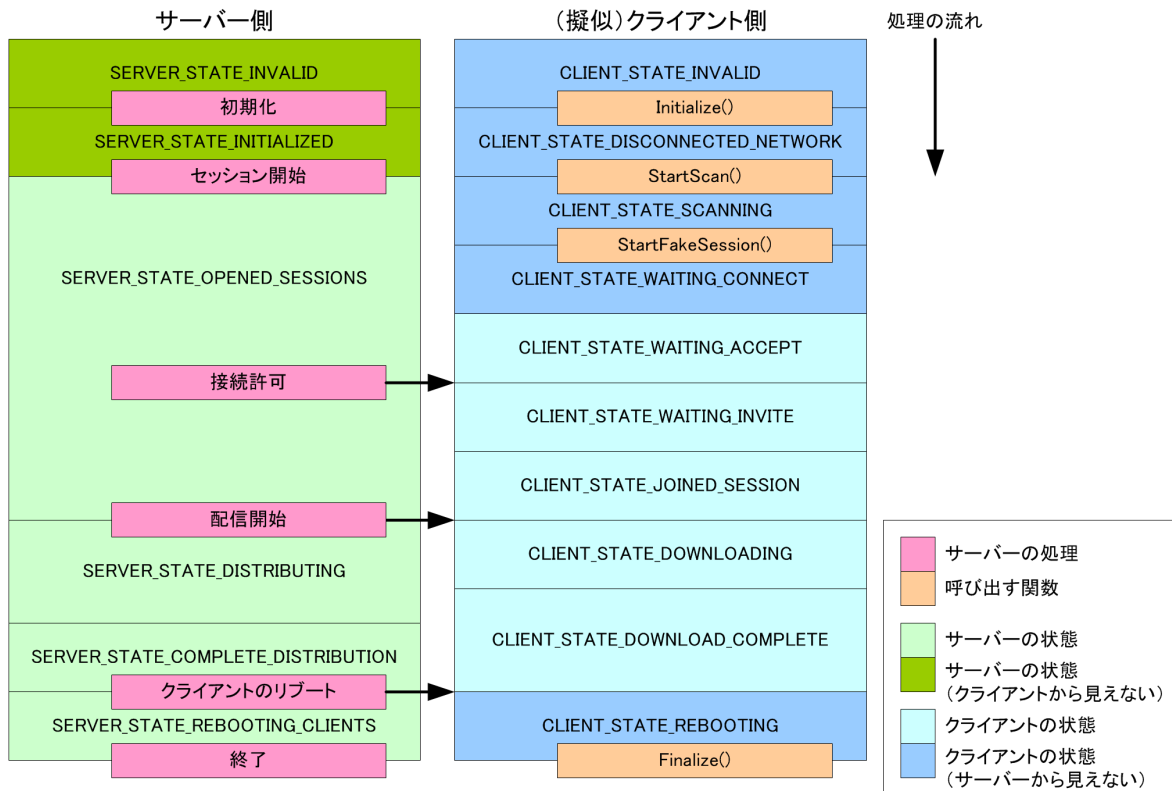 サーバー側
(擬似)クライアント側
処理の流れ
SERVER_STATE_INVALID
初期化
SERVER_STATE_INITIALIZED
セッション開始
SERVER_STATE_OPENED_SESSIONS
接続許可
配信開始
SERVER_STATE_DISTRIBUTING
SERVER_STATE_COMPLETE_DISTRIBUTION
クライアントのリブート
SERVER_STATE_REBOOTING_CLIENTS
終了
CLIENT_STATE_INVALID
Initialize()
CLIENT_STATE_DISCONNECTED_NETWORK
StartScan()
CLIENT_STATE_SCANNING
StartFakeSession()
CLIENT_STATE_WAITING_CONNECT
CLIENT_STATE_WAITING_ACCEPT
CLIENT_STATE_WAITING_INVITE
CLIENT_STATE_JOINED_SESSION
CLIENT_STATE_DOWNLOADING
CLIENT_STATE_DOWNLOAD_COMPLETE
CLIENT_STATE_REBOOTING
Finalize()
サーバーの処理
呼び出す関数
サーバーの状態
サーバーの状態
(クライアントから見えない)
クライアントの状態
クライアントの状態
(サーバーから見えない)